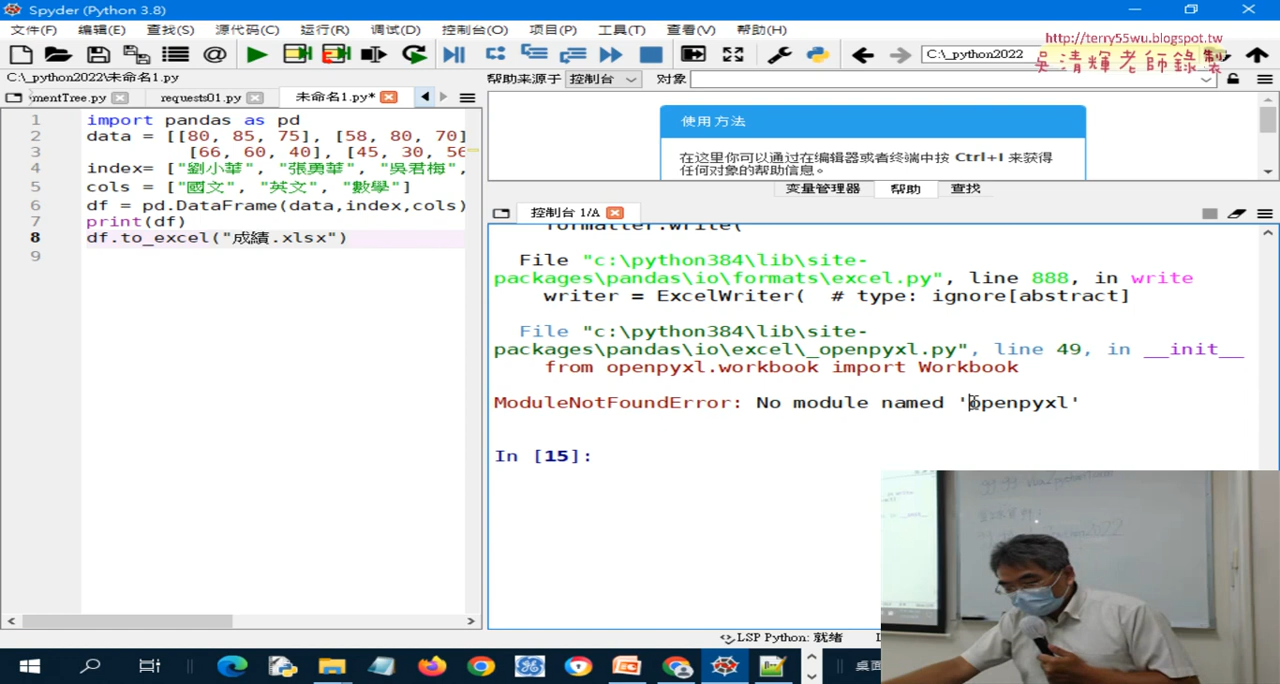 Spyder (Python 3.8)
文件(F) 编辑(E) 查找(S) 源代码(C) 运行(R) 调试(D) 控制台(O) 项目(P) 工具(T) 查看(V) 帮助(H)
http://terry55wu.blogspot.tw
吳清輝老師錄製
C:\_python2022
C:\_python2022\未命名1.py
帮助来源于 控制台 对象
mentTree.py requests01.py 未命名1.py*
1 import pandas as pd
2 data = [[80, 85, 75], [58, 80, 70]
3 [66, 60, 40], [45, 30, 56
4 index= ["劉小華", "張勇華", "吳君梅",
5 cols = ["國文", "英文", "數學"]
6 df = pd.DataFrame(data,index,cols)
7 print(df)
8 df.to_excel("成績.xlsx")
9
使用方法
在这里你可以通过在编辑器或者终端中按 Ctrl+I 来获得
任何对象的帮助信息。
变量管理器 帮助 查找
控制台 1/A
formatter.write(
File "c:\python384\lib\site-
packages\pandas\io\formats\excel.py", line 888, in write
writer = ExcelWriter( # type: ignore[abstract]
File "c:\python384\lib\site-
packages\pandas\io\excel\_openpyxl.py", line 49, in __init__
from openpyxl.workbook import Workbook
ModuleNotFoundError: No module named 'openpyxl'
In [15]:
LSP Python: 就绪
桌面